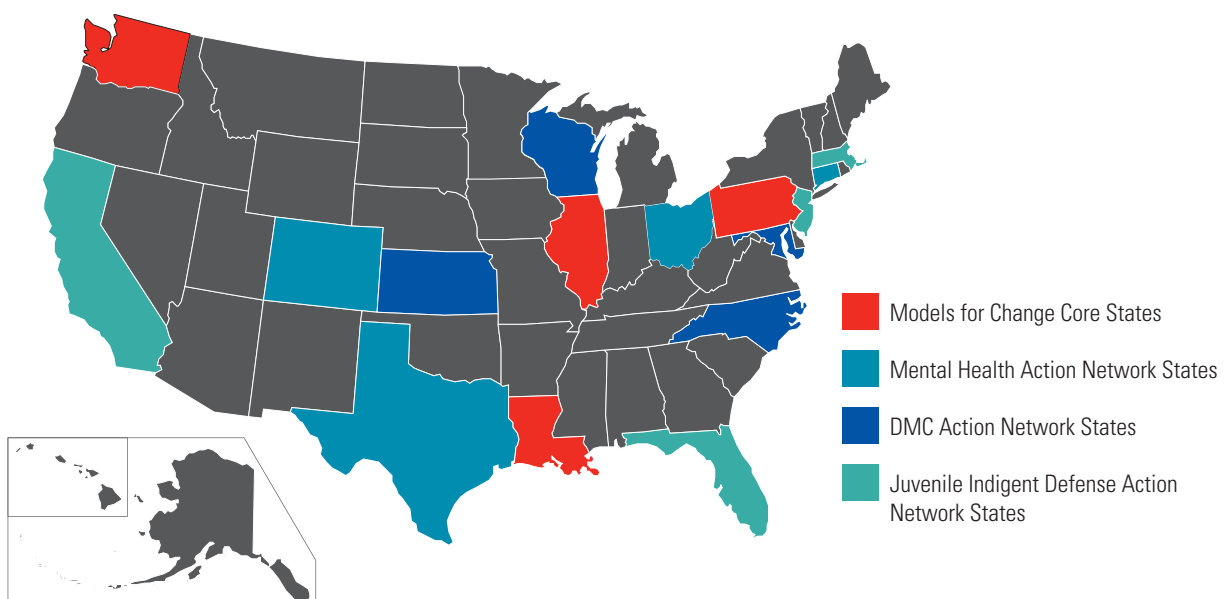 Models for Change Core States
Mental Health Action Network States
DMC Action Network States
Juvenile Indigent Defense Action
Network States